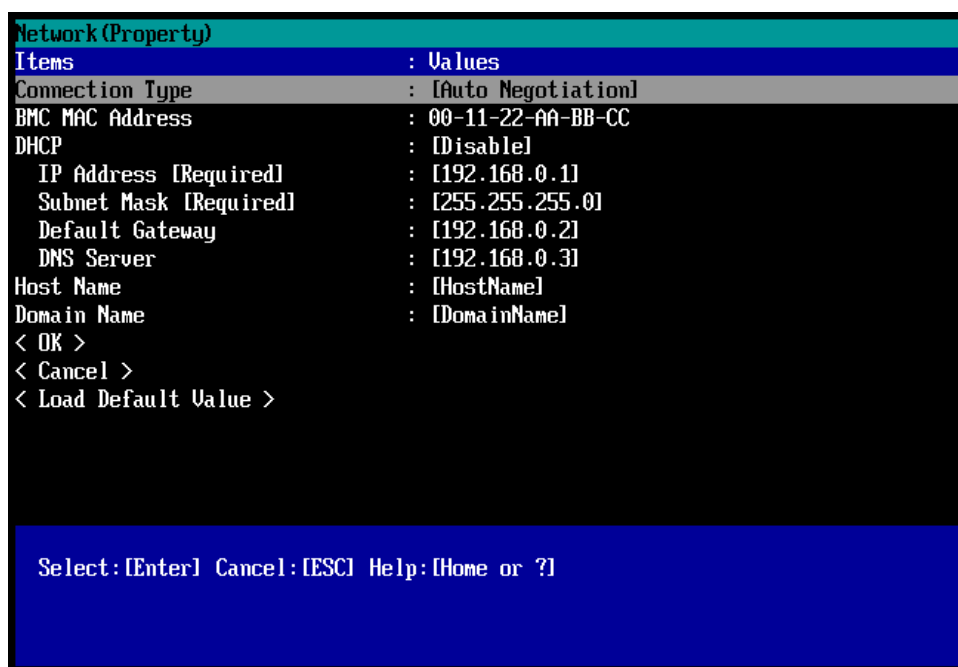 Network(Property)
Items : Values
Connection Type : [Auto Negotiation]
BMC MAC Address : 00-11-22-AA-BB-CC
DHCP : [Disable]
IP Address [Required] : [192.168.0.1]
Subnet Mask [Required] : [255.255.255.0]
Default Gateway : [192.168.0.2]
DNS Server : [192.168.0.3]
Host Name : [HostName]
Domain Name : [DomainName]
< OK >
< Cancel >
< Load Default Value >
Select:[Enter] Cancel:[ESC] Help:[Home or ?]